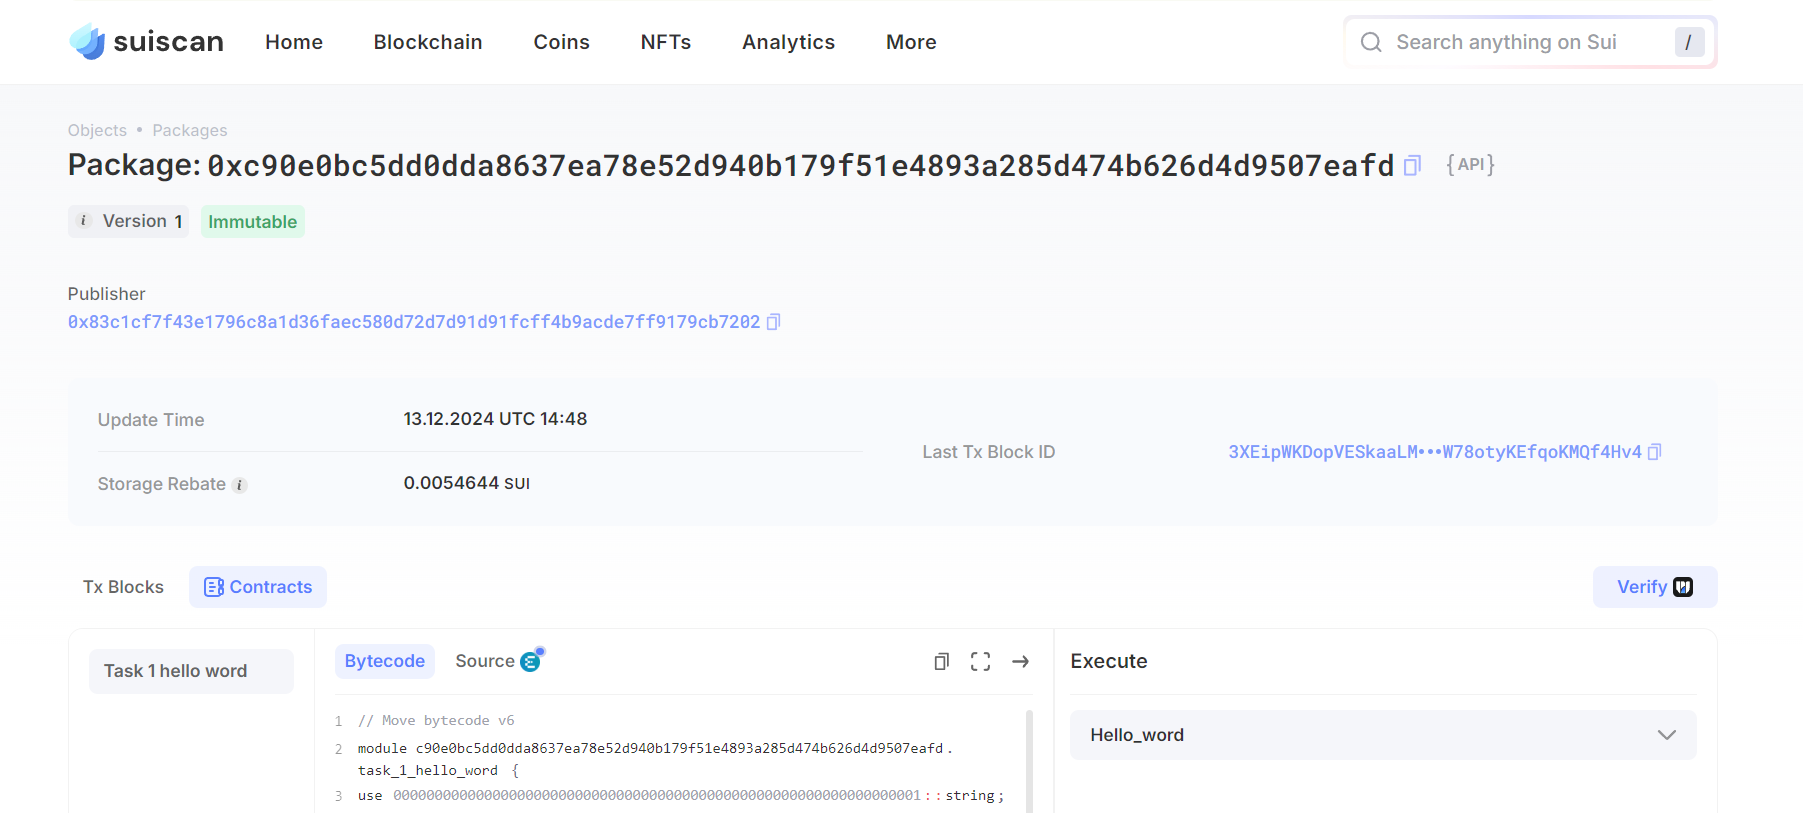 suiscan Home Blockchain Coins NFTs Analytics More Search anything on Sui /
Objects • Packages
Package: 0xc90e0bc5dd0dda8637ea78e52d940b179f51e4893a285d474b626d4d9507eafd {API}
i Version 1 Immutable
Publisher
0x83c1cf7f43e1796c8a1d36faec580d72d7d91d91fcff4b9acde7ff9179cb7202
Update Time 13.12.2024 UTC 14:48
Last Tx Block ID 3XEipWKDopVESkaaLM•••W78otyKEfqoKMQf4Hv4
Storage Rebate i 0.0054644 SUI
Tx Blocks Contracts Verify
Task 1 hello word
Bytecode Source
Execute
1 // Move bytecode v6
2 module c90e0bc5dd0dda8637ea78e52d940b179f51e4893a285d474b626d4d9507eafd.
task_1_hello_word {
3 use 0000000000000000000000000000000000000000000000000000000000000001::string;
Hello_word